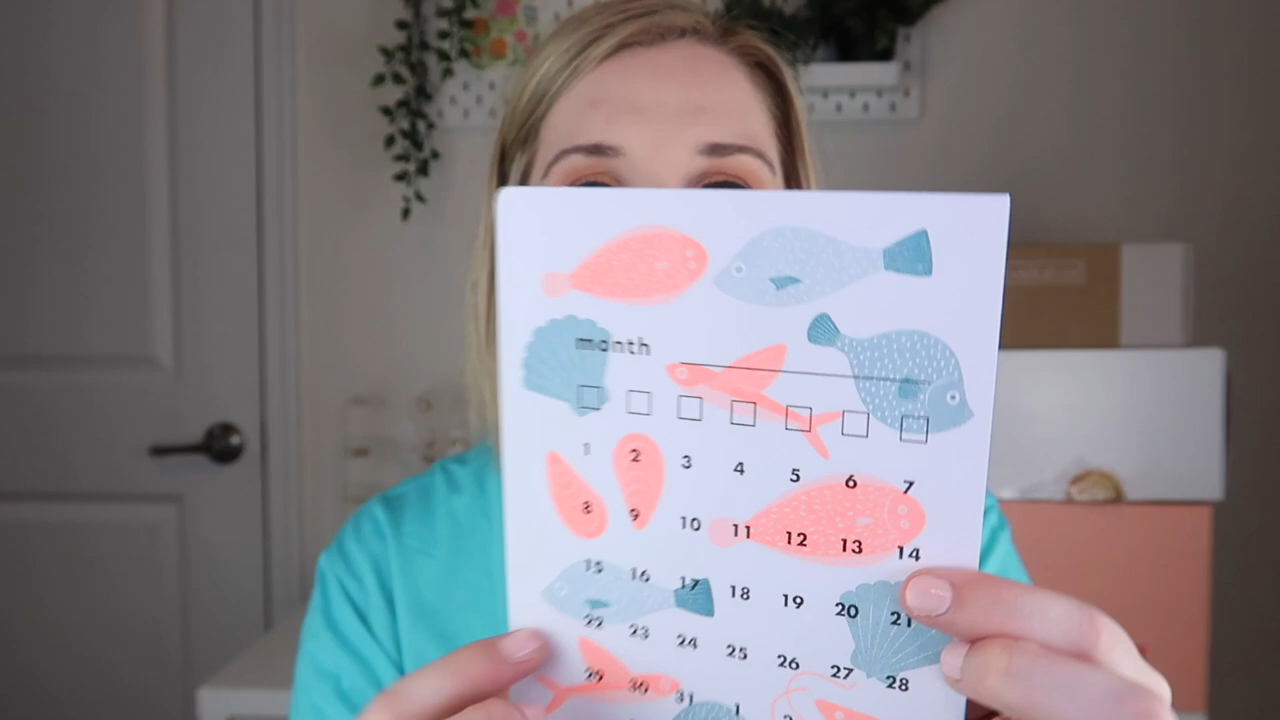 month
1 2 3 4 5 6 7
8 9 10 11 12 13 14
15 16 17 18 19 20 21
22 23 24 25 26 27 28
29 30 31 1